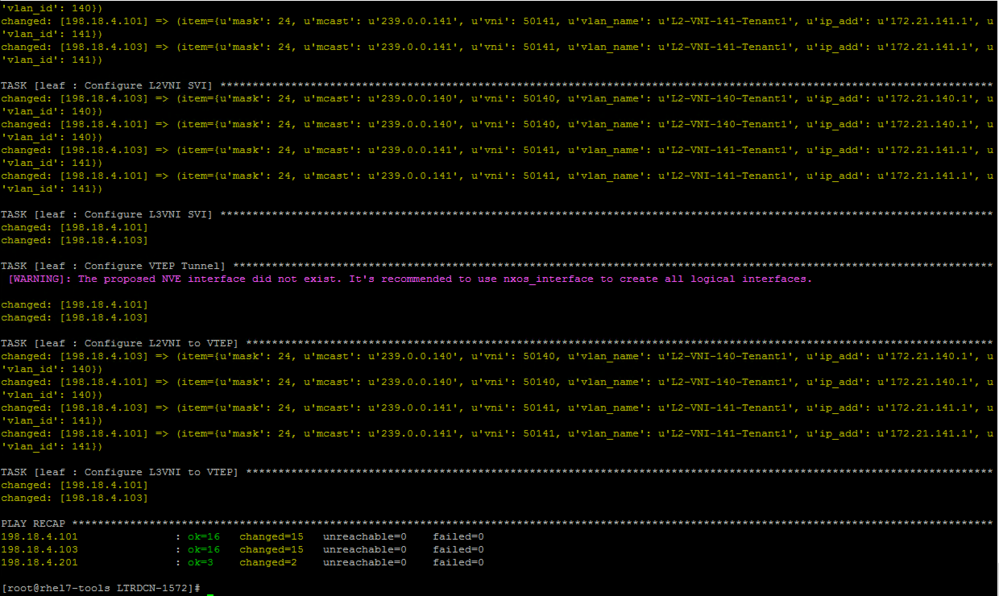 'vlan_id': 140})
changed: [198.18.4.101] => (item={u'mask': 24, u'mcast': u'239.0.0.141', u'vni': 50141, u'vlan_name': u'L2-VNI-141-Tenant1', u'ip_add': u'172.21.141.1', u
'vlan_id': 141})
changed: [198.18.4.103] => (item={u'mask': 24, u'mcast': u'239.0.0.141', u'vni': 50141, u'vlan_name': u'L2-VNI-141-Tenant1', u'ip_add': u'172.21.141.1', u
'vlan_id': 141})
TASK [leaf : Configure L2VNI SVI] ************************************************************************************************************************
changed: [198.18.4.103] => (item={u'mask': 24, u'mcast': u'239.0.0.140', u'vni': 50140, u'vlan_name': u'L2-VNI-140-Tenant1', u'ip_add': u'172.21.140.1', u
'vlan_id': 140})
changed: [198.18.4.101] => (item={u'mask': 24, u'mcast': u'239.0.0.140', u'vni': 50140, u'vlan_name': u'L2-VNI-140-Tenant1', u'ip_add': u'172.21.140.1', u
'vlan_id': 140})
changed: [198.18.4.103] => (item={u'mask': 24, u'mcast': u'239.0.0.141', u'vni': 50141, u'vlan_name': u'L2-VNI-141-Tenant1', u'ip_add': u'172.21.141.1', u
'vlan_id': 141})
changed: [198.18.4.101] => (item={u'mask': 24, u'mcast': u'239.0.0.141', u'vni': 50141, u'vlan_name': u'L2-VNI-141-Tenant1', u'ip_add': u'172.21.141.1', u
'vlan_id': 141})
TASK [leaf : Configure L3VNI SVI] ************************************************************************************************************************
changed: [198.18.4.101]
changed: [198.18.4.103]
TASK [leaf : Configure VTEP Tunnel] **********************************************************************************************************************
[WARNING]: The proposed NVE interface did not exist. It's recommended to use nxos_interface to create all logical interfaces.
changed: [198.18.4.101]
changed: [198.18.4.103]
TASK [leaf : Configure L2VNI to VTEP] ********************************************************************************************************************
changed: [198.18.4.103] => (item={u'mask': 24, u'mcast': u'239.0.0.140', u'vni': 50140, u'vlan_name': u'L2-VNI-140-Tenant1', u'ip_add': u'172.21.140.1', u
'vlan_id': 140})
changed: [198.18.4.101] => (item={u'mask': 24, u'mcast': u'239.0.0.140', u'vni': 50140, u'vlan_name': u'L2-VNI-140-Tenant1', u'ip_add': u'172.21.140.1', u
'vlan_id': 140})
changed: [198.18.4.103] => (item={u'mask': 24, u'mcast': u'239.0.0.141', u'vni': 50141, u'vlan_name': u'L2-VNI-141-Tenant1', u'ip_add': u'172.21.141.1', u
'vlan_id': 141})
changed: [198.18.4.101] => (item={u'mask': 24, u'mcast': u'239.0.0.141', u'vni': 50141, u'vlan_name': u'L2-VNI-141-Tenant1', u'ip_add': u'172.21.141.1', u
'vlan_id': 141})
TASK [leaf : Configure L3VNI to VTEP] ********************************************************************************************************************
changed: [198.18.4.101]
changed: [198.18.4.103]
PLAY RECAP ***********************************************************************************************************************************************
198.18.4.101 : ok=16 changed=15 unreachable=0 failed=0
198.18.4.103 : ok=16 changed=15 unreachable=0 failed=0
198.18.4.201 : ok=3 changed=2 unreachable=0 failed=0
[root@rhel7-tools LTRDCN-1572]#